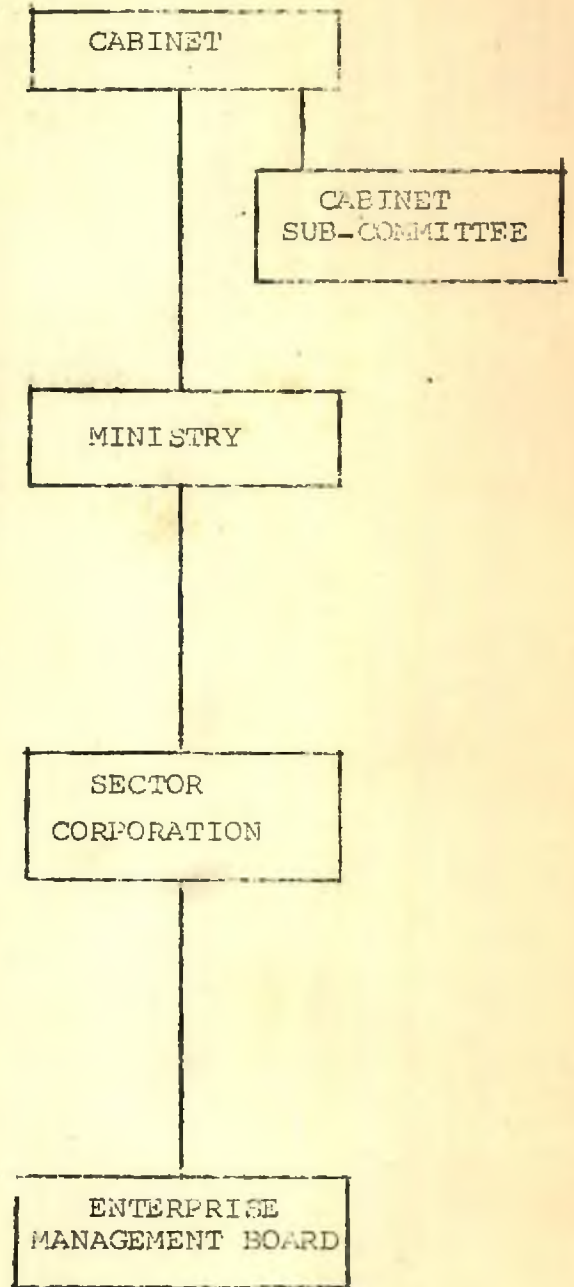 CABINET
CABINET
SUB-COMMITTEE
MINISTRY
SECTOR
CORPORATION
ENTERPRISE
MANAGEMENT BOARD